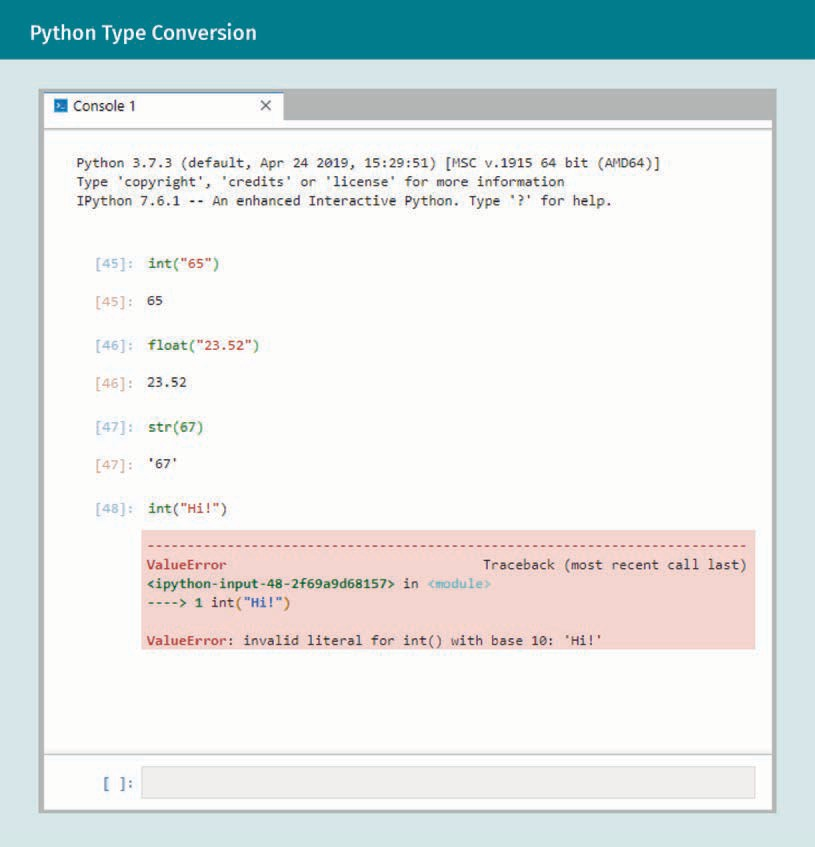 Python Type Conversion
Console 1
Python 3.7.3 (default, Apr 24 2019, 15:29:51) [MSC v.1915 64 bit (AMD64)]
Type 'copyright', 'credits' or 'license' for more information
IPython 7.6.1 -- An enhanced Interactive Python. Type '?' for help.
[45]: int("65")
[45]: 65
[46]: float("23.52")
[46]: 23.52
[47]: str(67)
[47]: '67'
[48]: int("Hi!")
---------------------------------------------------------------------------
ValueError Traceback (most recent call last)
<ipython-input-48-2f69a9d68157> in <module>
----> 1 int("Hi!")
ValueError: invalid literal for int() with base 10: 'Hi!'
[ ]: